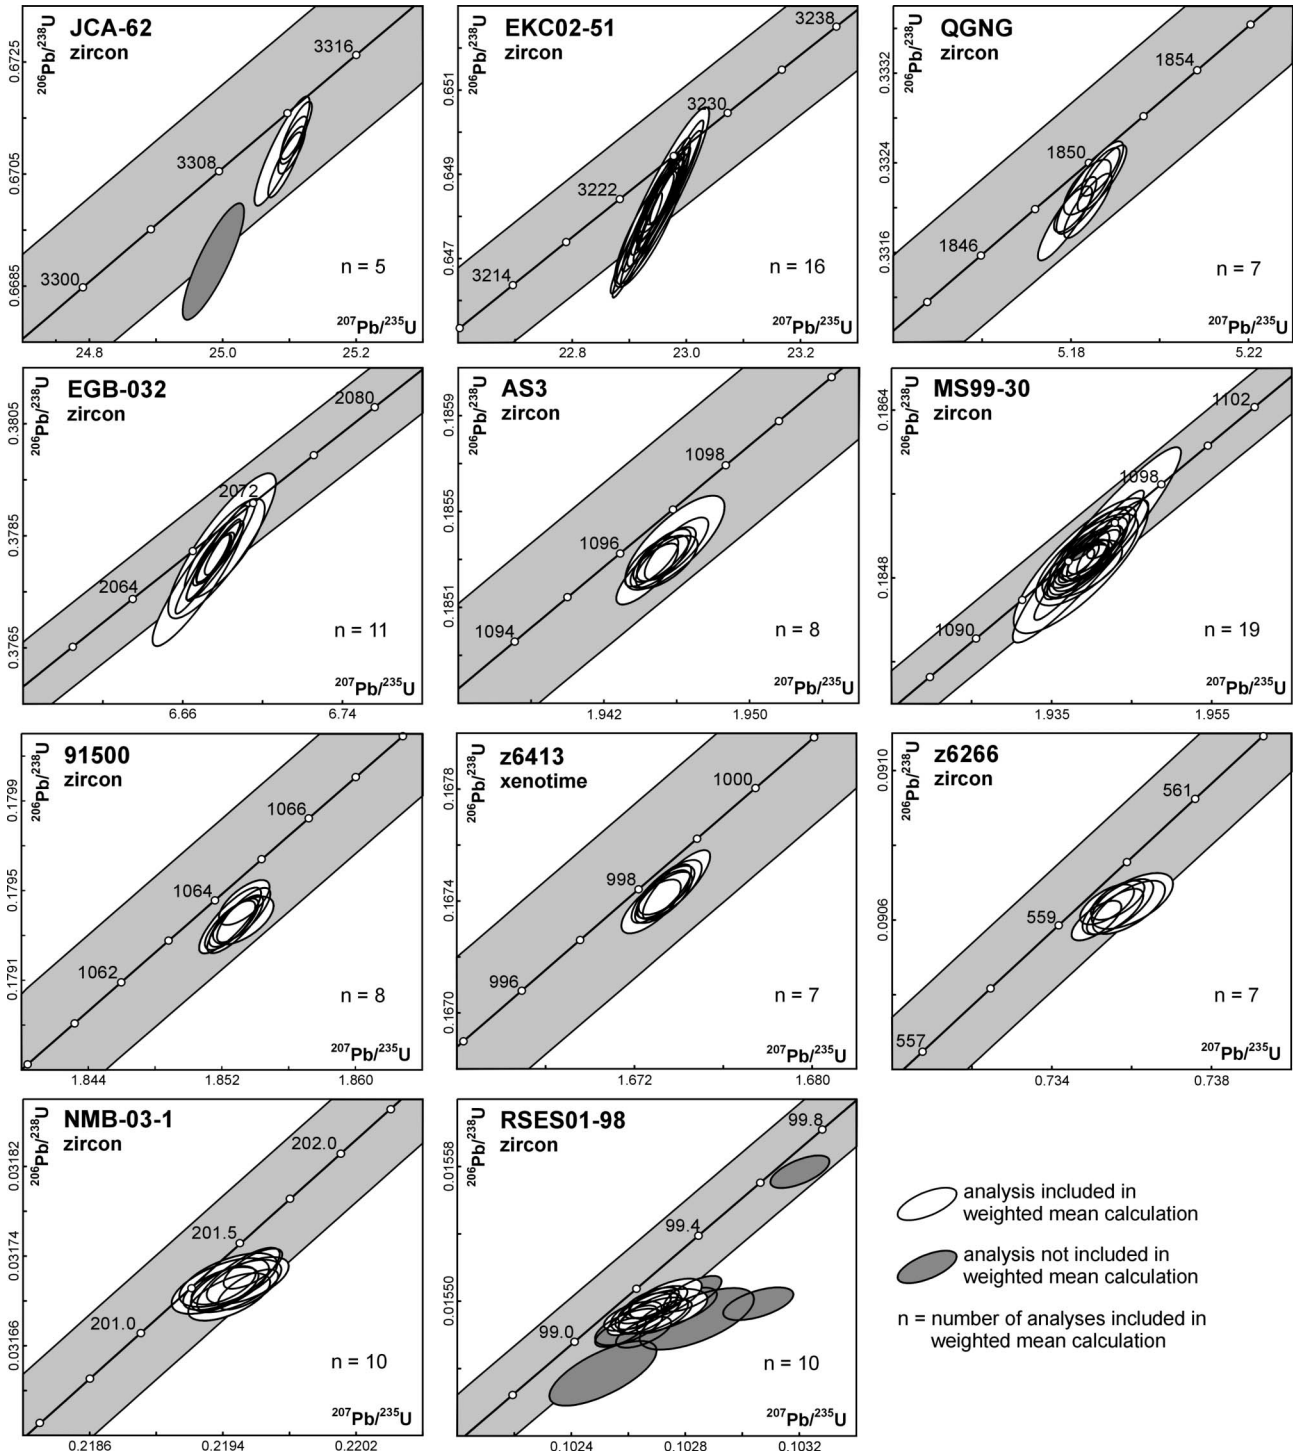 JCA-62
zircon
206Pb/238U
0.6725
0.6705
0.6685
3316
3308
3300
n = 5
207Pb/235U
24.8 25.0 25.2
EKC02-51
zircon
206Pb/238U
0.651
0.649
0.647
3238
3230
3222
3214
n = 16
207Pb/235U
22.8 23.0 23.2
QGNG
zircon
206Pb/238U
0.3332
0.3324
0.3316
1854
1850
1846
n = 7
207Pb/235U
5.18 5.22
EGB-032
zircon
206Pb/238U
0.3805
0.3785
0.3765
2080
2072
2064
n = 11
207Pb/235U
6.66 6.74
AS3
zircon
206Pb/238U
0.1859
0.1855
0.1851
1098
1096
1094
n = 8
207Pb/235U
1.942 1.950
MS99-30
zircon
206Pb/238U
0.1864
0.1848
1102
1098
1090
n = 19
207Pb/235U
1.935 1.955
91500
zircon
206Pb/238U
0.1799
0.1795
0.1791
1066
1064
1062
n = 8
207Pb/235U
1.844 1.852 1.860
z6413
xenotime
206Pb/238U
0.1678
0.1674
0.1670
1000
998
996
n = 7
207Pb/235U
1.672 1.680
z6266
zircon
206Pb/238U
0.0910
0.0906
561
559
557
n = 7
207Pb/235U
0.734 0.738
NMB-03-1
zircon
206Pb/238U
0.03182
0.03174
0.03166
202.0
201.5
201.0
n = 10
207Pb/235U
0.2186 0.2194 0.2202
RSES01-98
zircon
206Pb/238U
0.01558
0.01550
99.8
99.4
99.0
n = 10
207Pb/235U
0.1024 0.1028 0.1032
analysis included in
weighted mean calculation
analysis not included in
weighted mean calculation
n = number of analyses included in
weighted mean calculation